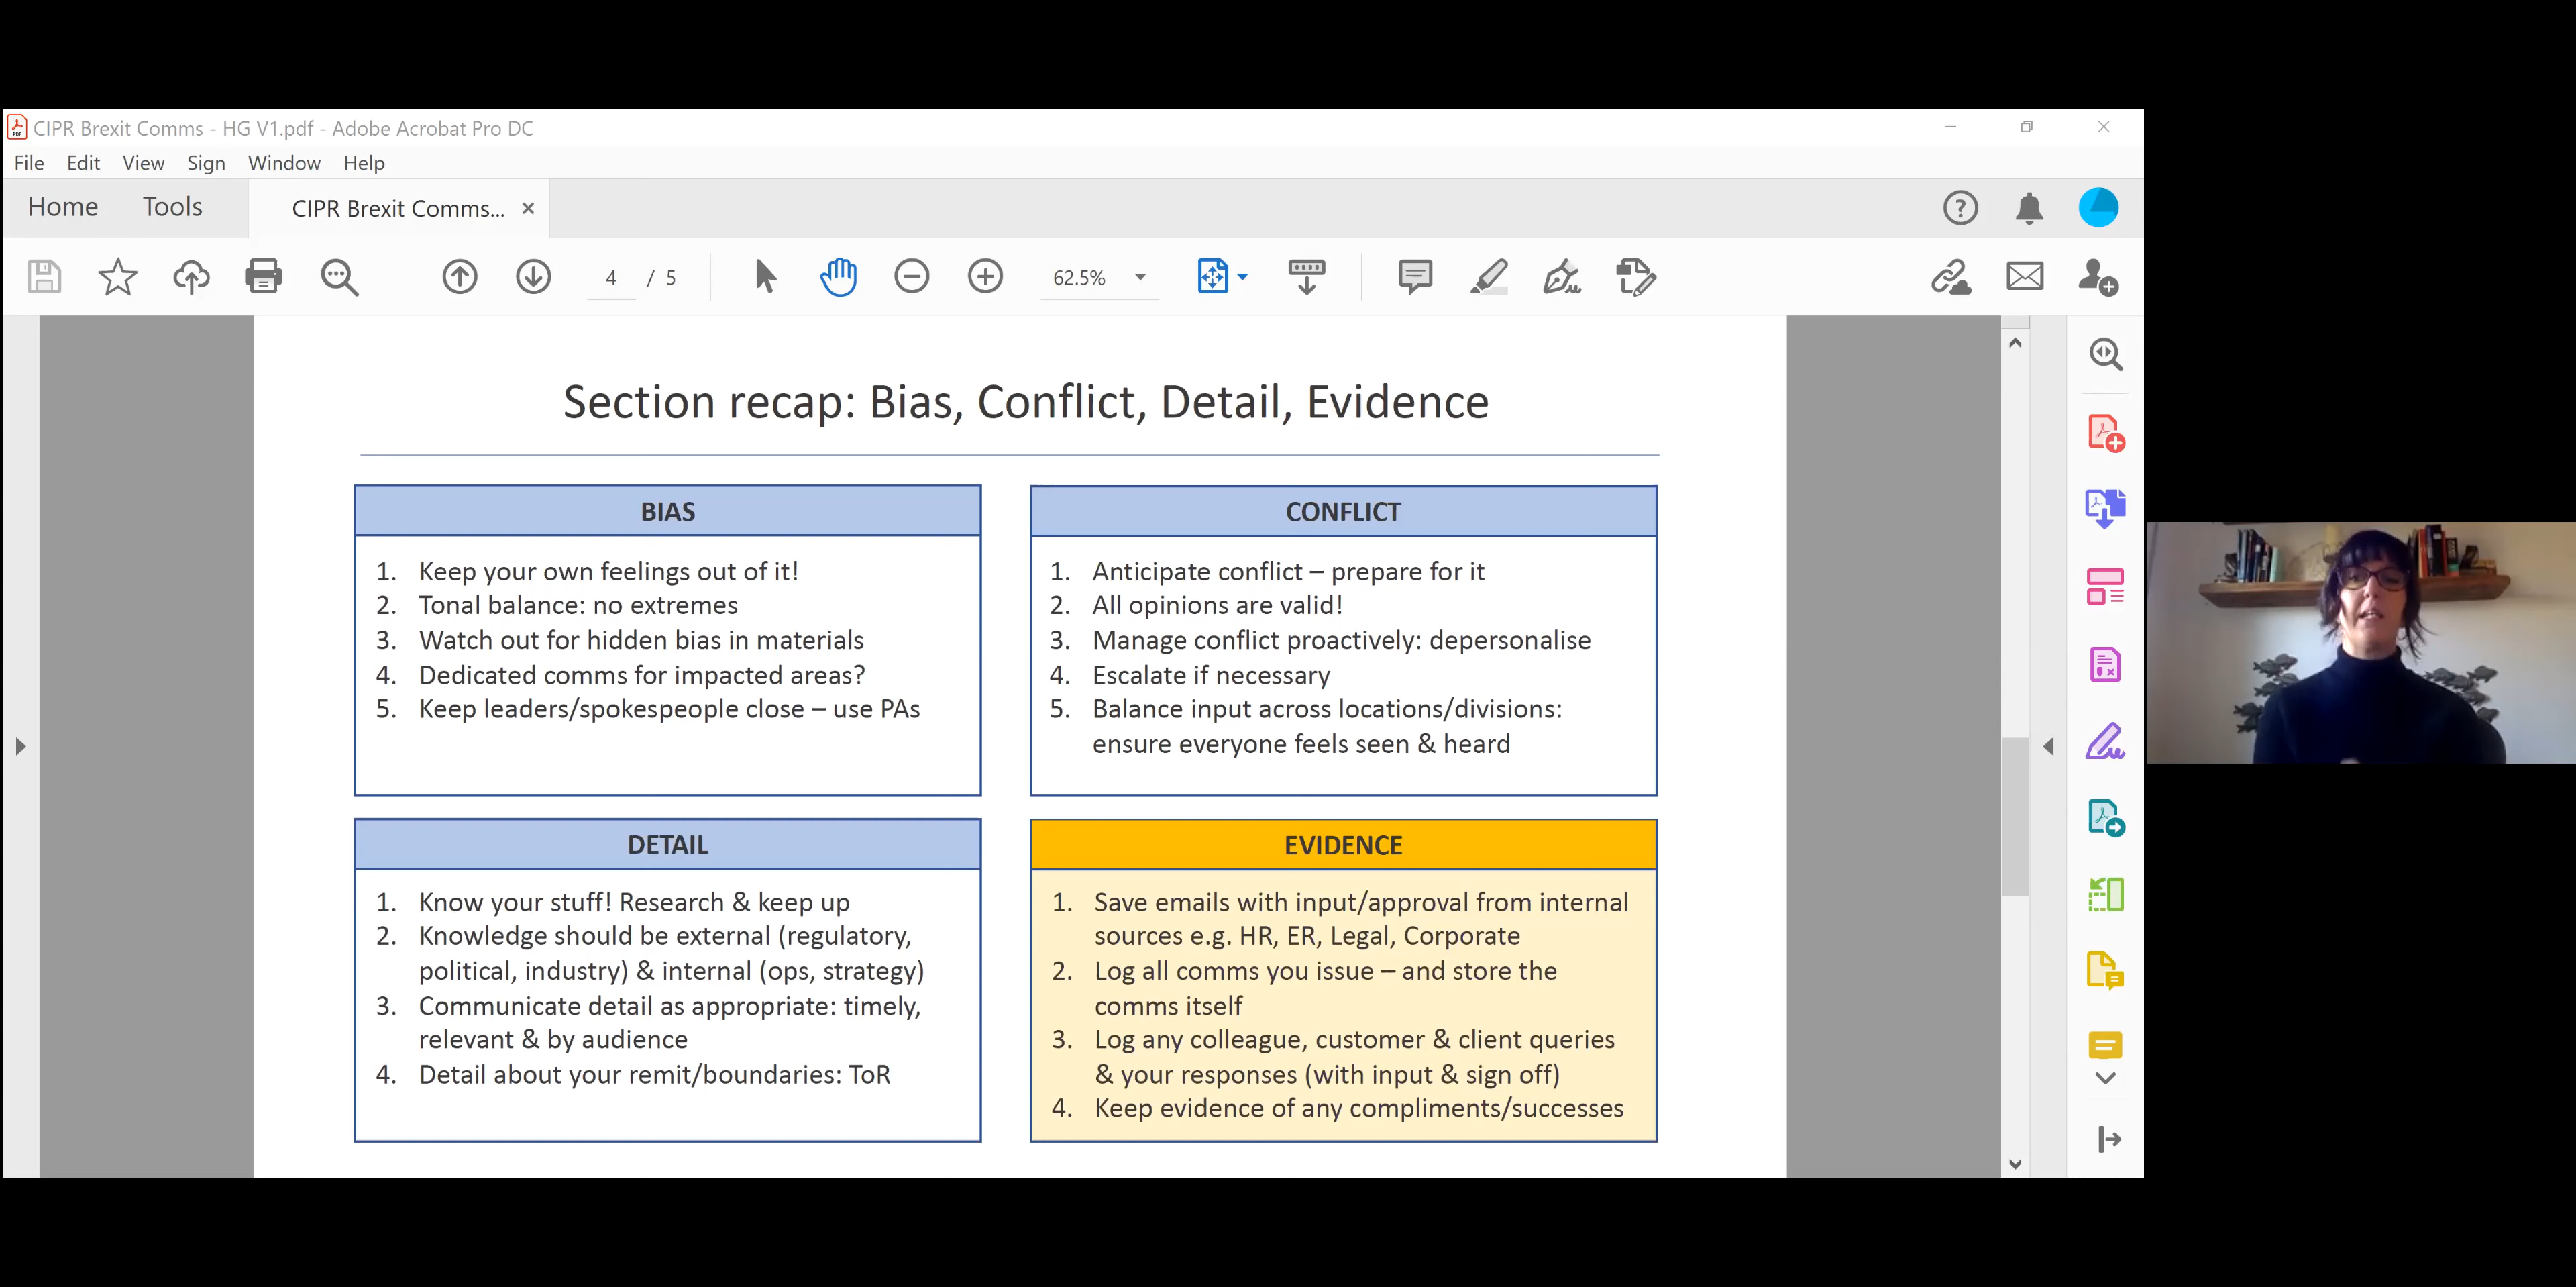 CIPR Brexit Comms - HG V1.pdf - Adobe Acrobat Pro DC
File Edit View Sign Window Help
Home Tools CIPR Brexit Comms...
4 / 5 62.5%
Section recap: Bias, Conflict, Detail, Evidence
BIAS
1. Keep your own feelings out of it!
2. Tonal balance: no extremes
3. Watch out for hidden bias in materials
4. Dedicated comms for impacted areas?
5. Keep leaders/spokespeople close – use PAs
CONFLICT
1. Anticipate conflict – prepare for it
2. All opinions are valid!
3. Manage conflict proactively: depersonalise
4. Escalate if necessary
5. Balance input across locations/divisions:
ensure everyone feels seen & heard
DETAIL
1. Know your stuff! Research & keep up
2. Knowledge should be external (regulatory,
political, industry) & internal (ops, strategy)
3. Communicate detail as appropriate: timely,
relevant & by audience
4. Detail about your remit/boundaries: ToR
EVIDENCE
1. Save emails with input/approval from internal
sources e.g. HR, ER, Legal, Corporate
2. Log all comms you issue – and store the
comms itself
3. Log any colleague, customer & client queries
& your responses (with input & sign off)
4. Keep evidence of any compliments/successes